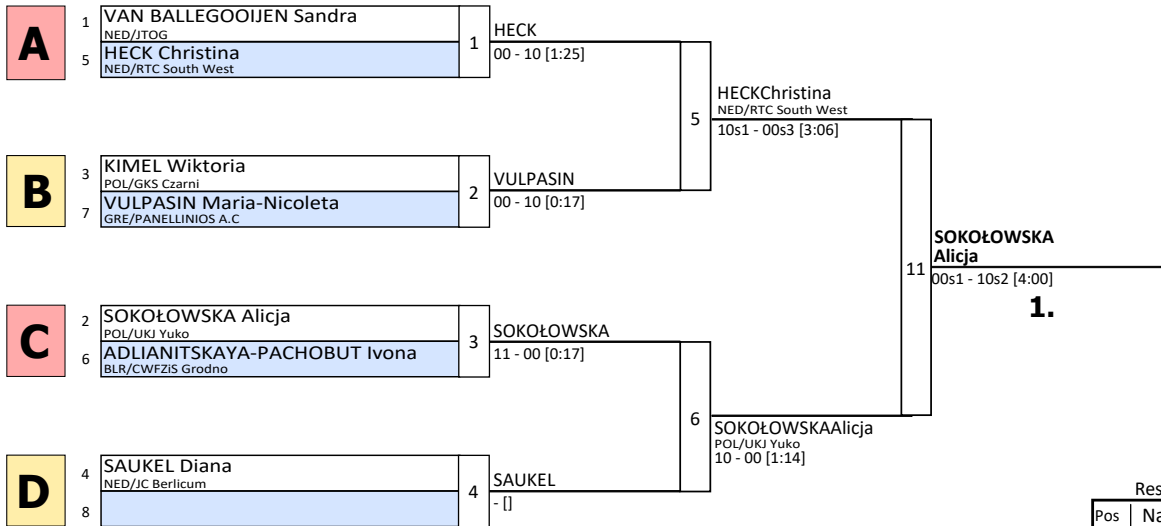 A
1
VAN BALLEGOOIJEN Sandra
NED/JTOG
5
HECK Christina
NED/RTC South West
1
HECK
00 - 10 [1:25]
B
3
KIMEL Wiktoria
POL/GKS Czarni
7
VULPASIN Maria-Nicoleta
GRE/PANELLINIOS A.C
2
VULPASIN
00 - 10 [0:17]
5
HECKChristina
NED/RTC South West
10s1 - 00s3 [3:06]
C
2
SOKOŁOWSKA Alicja
POL/UKJ Yuko
6
ADLIANITSKAYA-PACHOBUT Ivona
BLR/CWFZiS Grodno
3
SOKOŁOWSKA
11 - 00 [0:17]
D
4
SAUKEL Diana
NED/JC Berlicum
8
4
SAUKEL
- []
6
SOKOŁOWSKAAlicja
POL/UKJ Yuko
10 - 00 [1:14]
11
SOKOŁOWSKA
Alicja
00s1 - 10s2 [4:00]
1.
Res
Pos Na